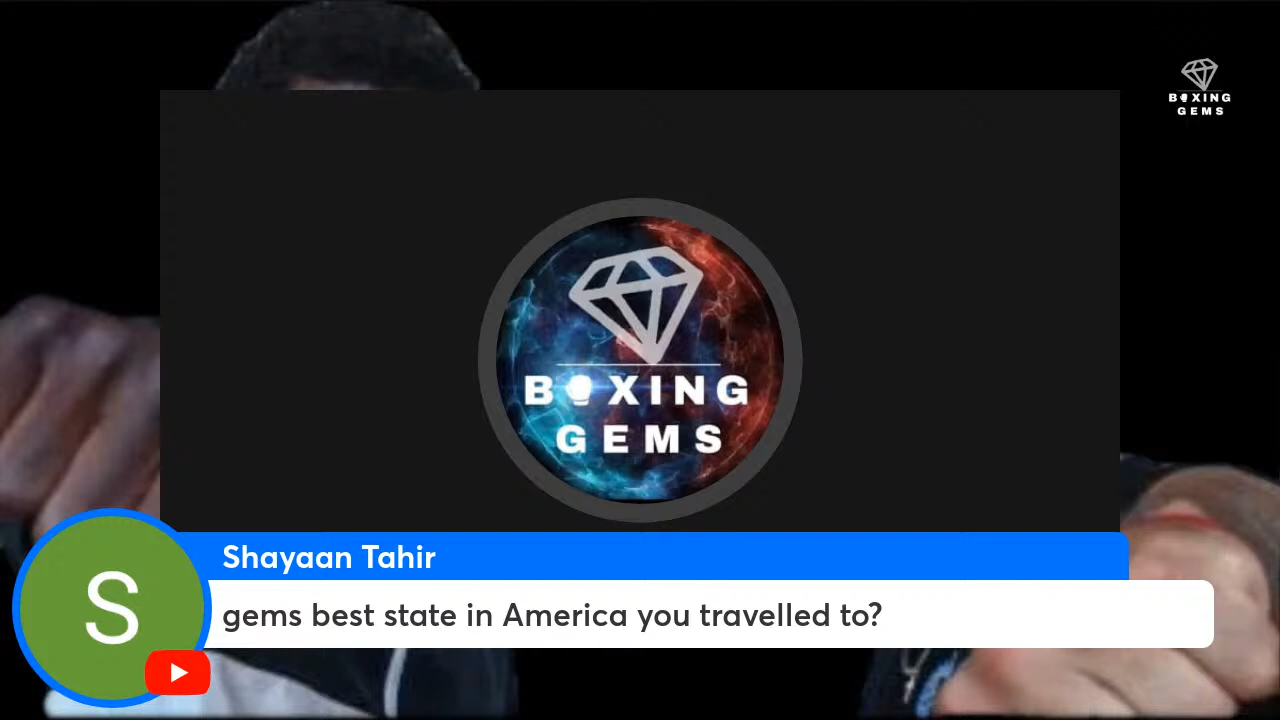 BOXING
GEMS
BOXING
GEMS
Shayaan Tahir
S
gems best state in America you travelled to?